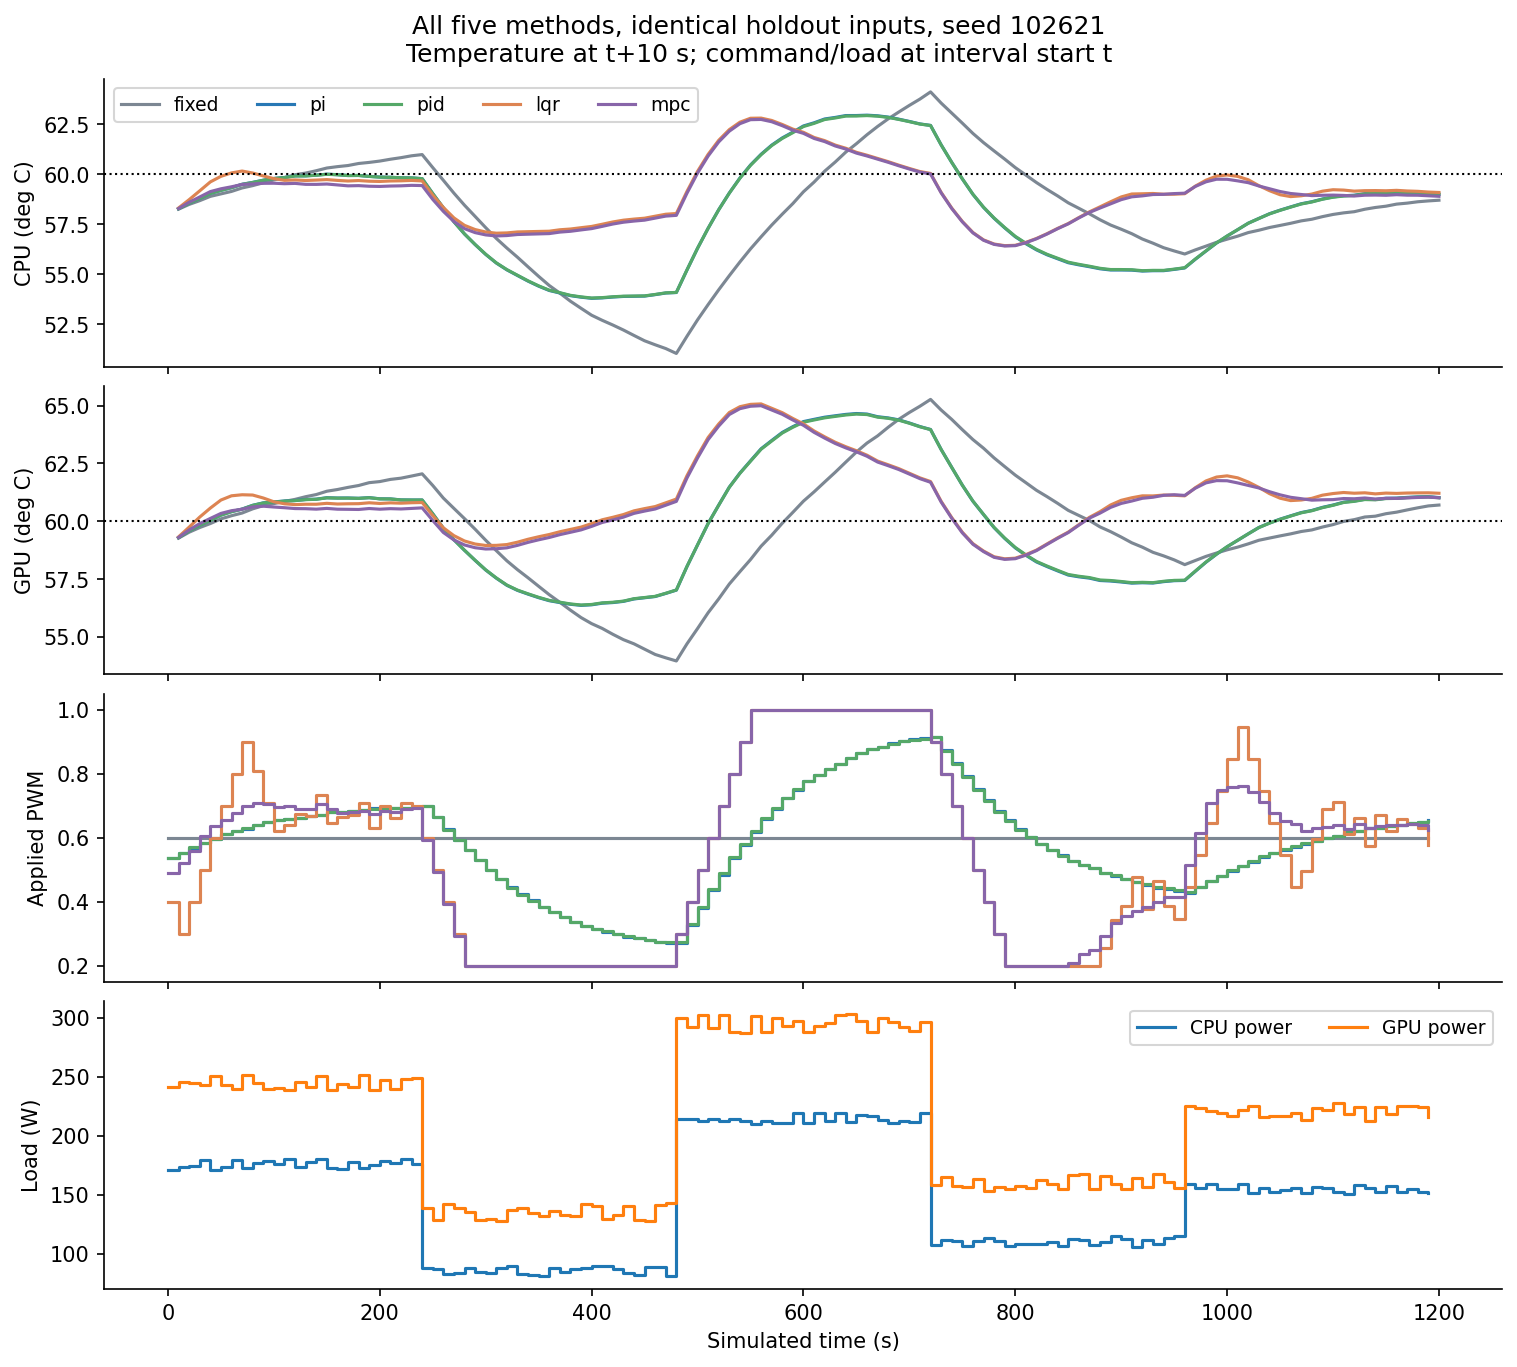 All five methods, identical holdout inputs, seed 102621
Temperature at t+10 s; command/load at interval start t
fixed pi pid lqr mpc
CPU (deg C)
62.5
60.0
57.5
55.0
52.5
GPU (deg C)
65.0
62.5
60.0
57.5
55.0
Applied PWM
1.0
0.8
0.6
0.4
0.2
CPU power GPU power
Load (W)
300
250
200
150
100
0 200 400 600 800 1000 1200
Simulated time (s)